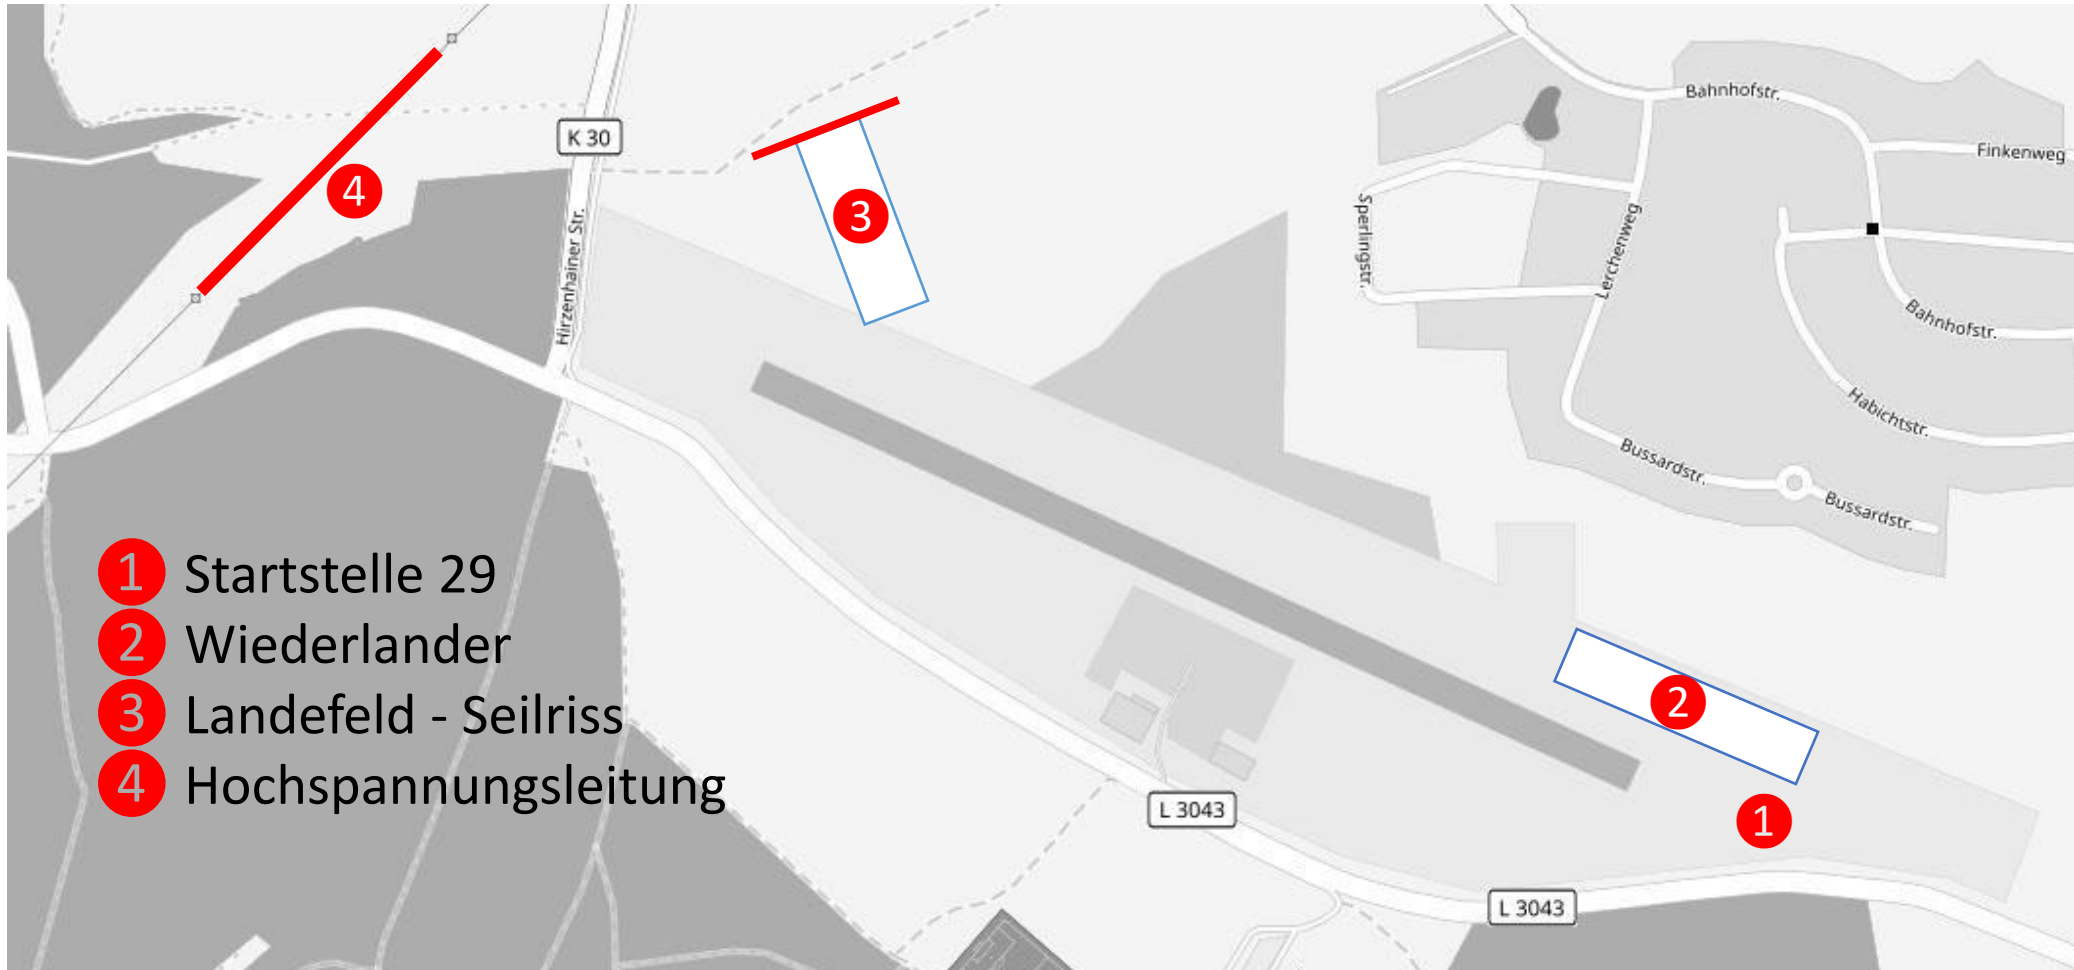 Bahnhofstr.
K 30
Finkenweg
4
3
Sperlingstr.
Lerchenweg
Hirzenhainer Str.
Bahnhofstr.
Habichtstr.
Bussardstr.
Bussardstr.
1 Startstelle 29
2 Wiederlander
3 Landefeld - Seilriss
4 Hochspannungsleitung
2
L 3043
1
L 3043